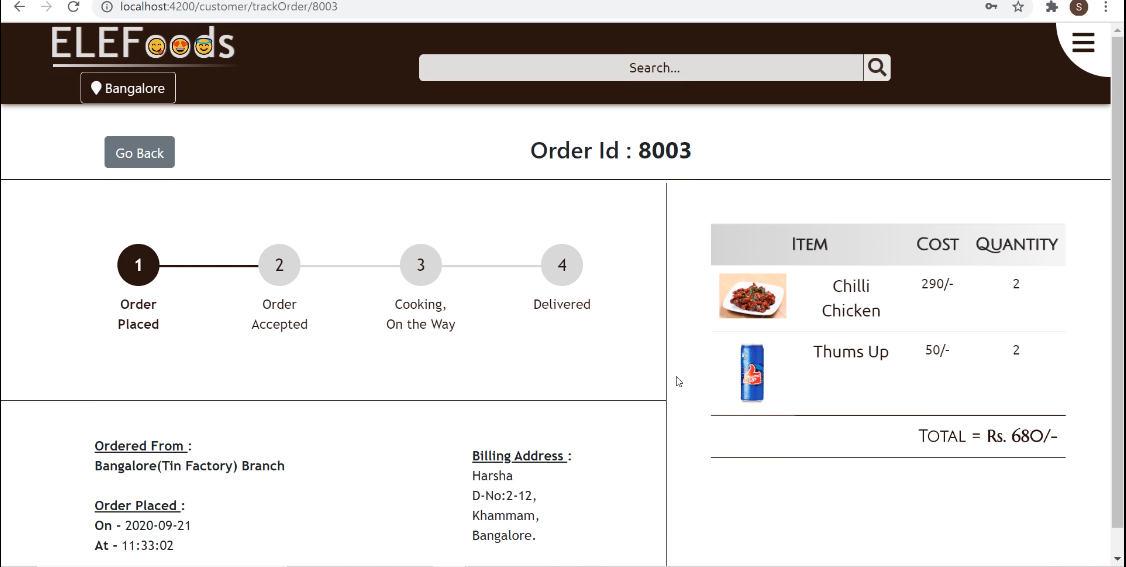 localhost:4200/customer/trackOrder/8003
S
ELEFoods
Bangalore
Search...
Go Back
Order Id : 8003
1
2
3
4
Order
Placed
Order
Accepted
Cooking,
On the Way
Delivered
Item Cost Quantity
Chilli
Chicken
290/- 2
Thums Up 50/- 2
Total = Rs. 680/-
Ordered From :
Bangalore(Tin Factory) Branch
Order Placed :
On - 2020-09-21
At - 11:33:02
Billing Address :
Harsha
D-No:2-12,
Khammam,
Bangalore.